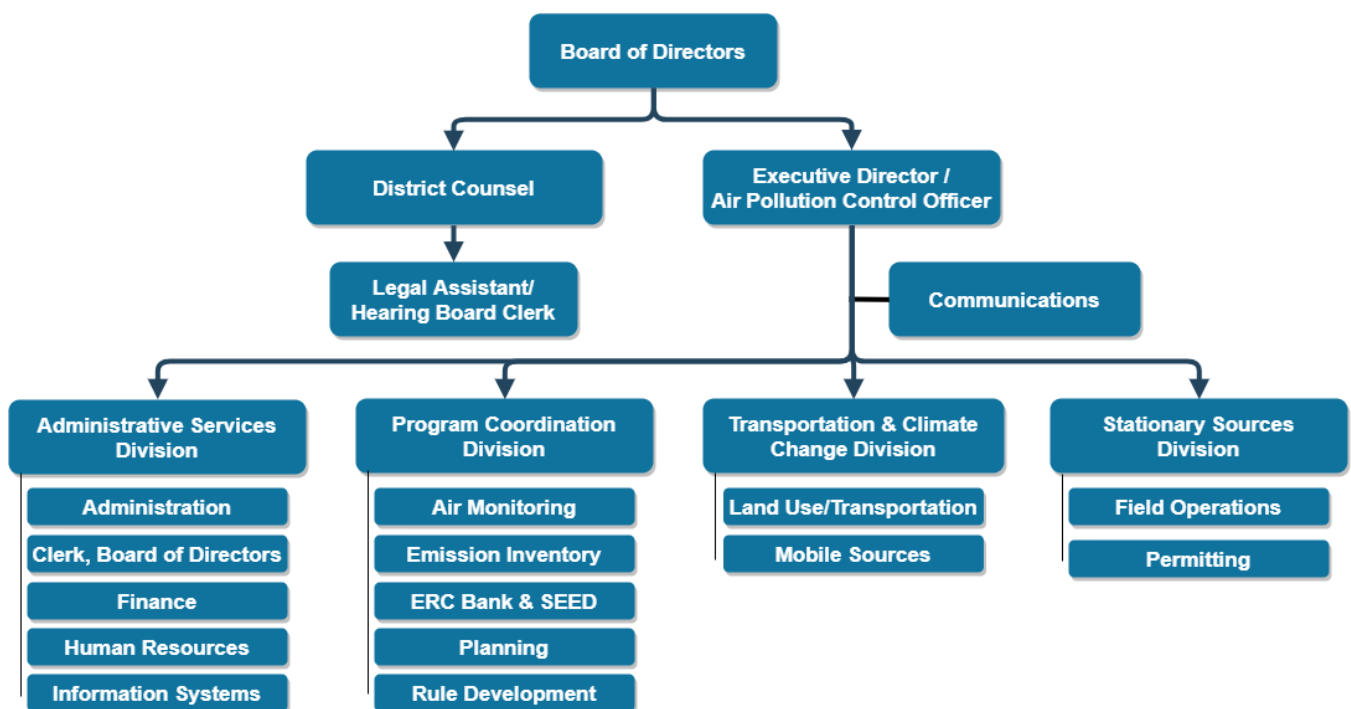 Board of Directors
District Counsel
Executive Director /
Air Pollution Control Officer
Legal Assistant/
Hearing Board Clerk
Communications
Administrative Services
Division
Administration
Clerk, Board of Directors
Finance
Human Resources
Information Systems
Program Coordination
Division
Air Monitoring
Emission Inventory
ERC Bank & SEED
Planning
Rule Development
Transportation & Climate
Change Division
Land Use/Transportation
Mobile Sources
Stationary Sources
Division
Field Operations
Permitting